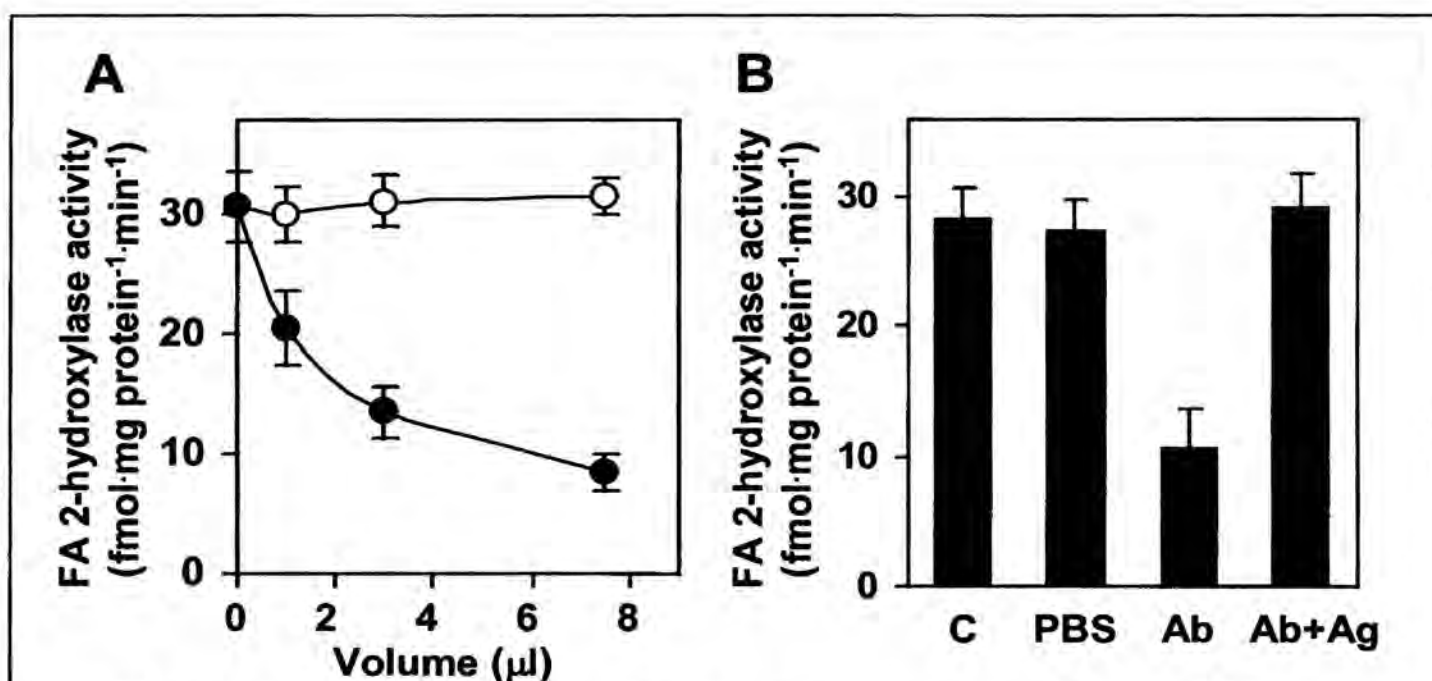 A
FA 2-hydroxylase activity
(fmol·mg protein⁻¹·min⁻¹)
30
20
10
0
0 2 4 6 8
Volume (μl)
B
FA 2-hydroxylase activity
(fmol·mg protein⁻¹·min⁻¹)
30
20
10
0
C PBS Ab Ab+Ag